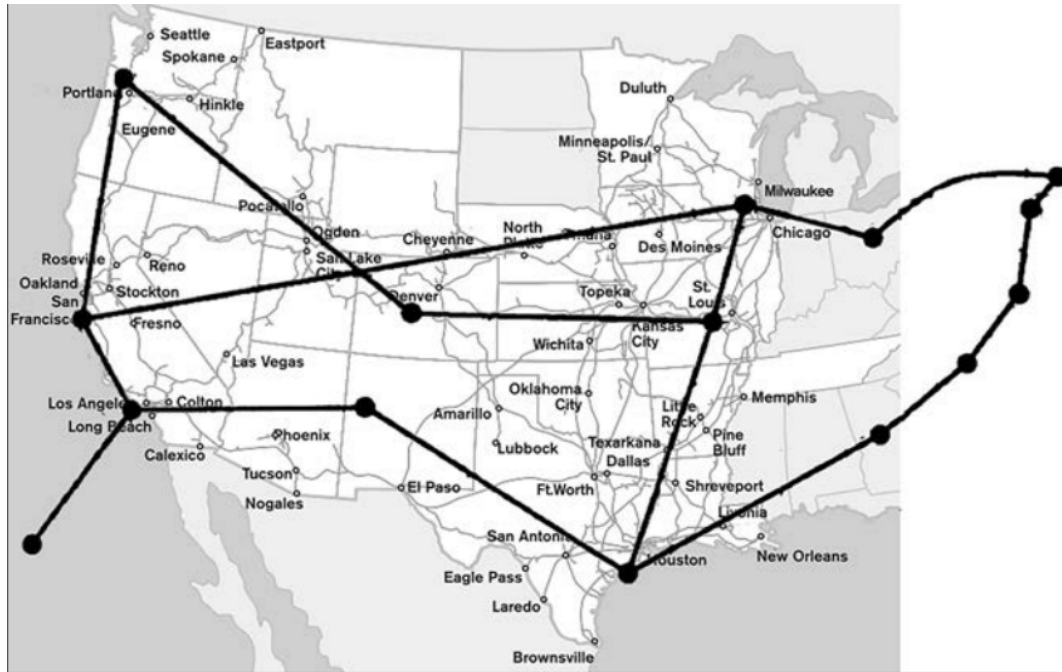 Seattle
Eastport
Spokane
Portland
Hinkle
Eugene
Duluth
Minneapolis/
St. Paul
Milwaukee
Pocatello
Ogden
Cheyenne
North
Platte
Omaha
Des Moines
Chicago
Roseville
Reno
Salt Lake
City
Oakland
San
Francisco
Stockton
Denver
Topeka
St.
Louis
Fresno
Kansas
City
Wichita
Las Vegas
Oklahoma
City
Memphis
Los Angeles
Colton
Long Beach
Amarillo
Little
Rock
Pine
Bluff
Calexico
Phoenix
Lubbock
Texarkana
Dallas
Tucson
Nogales
El Paso
Ft.Worth
Shreveport
Livonia
San Antonio
Houston
New Orleans
Eagle Pass
Laredo
Brownsville